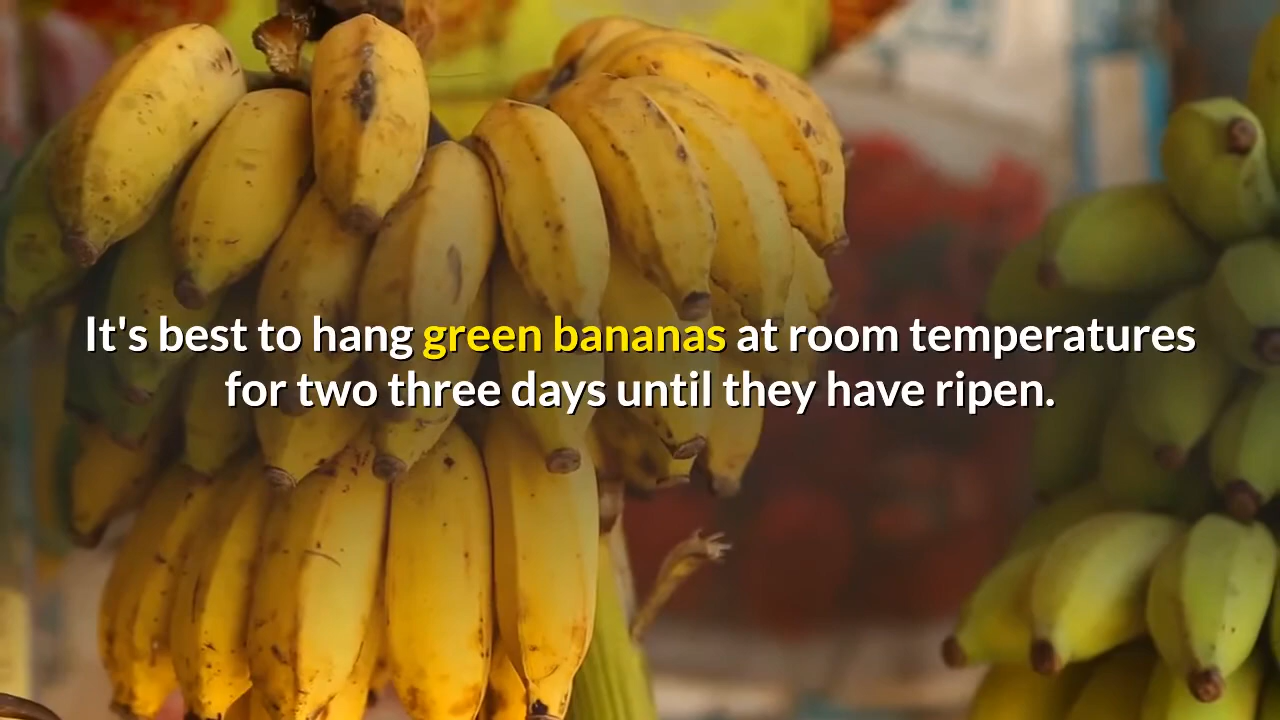 It's best to hang green bananas at room temperatures
for two three days until they have ripen.